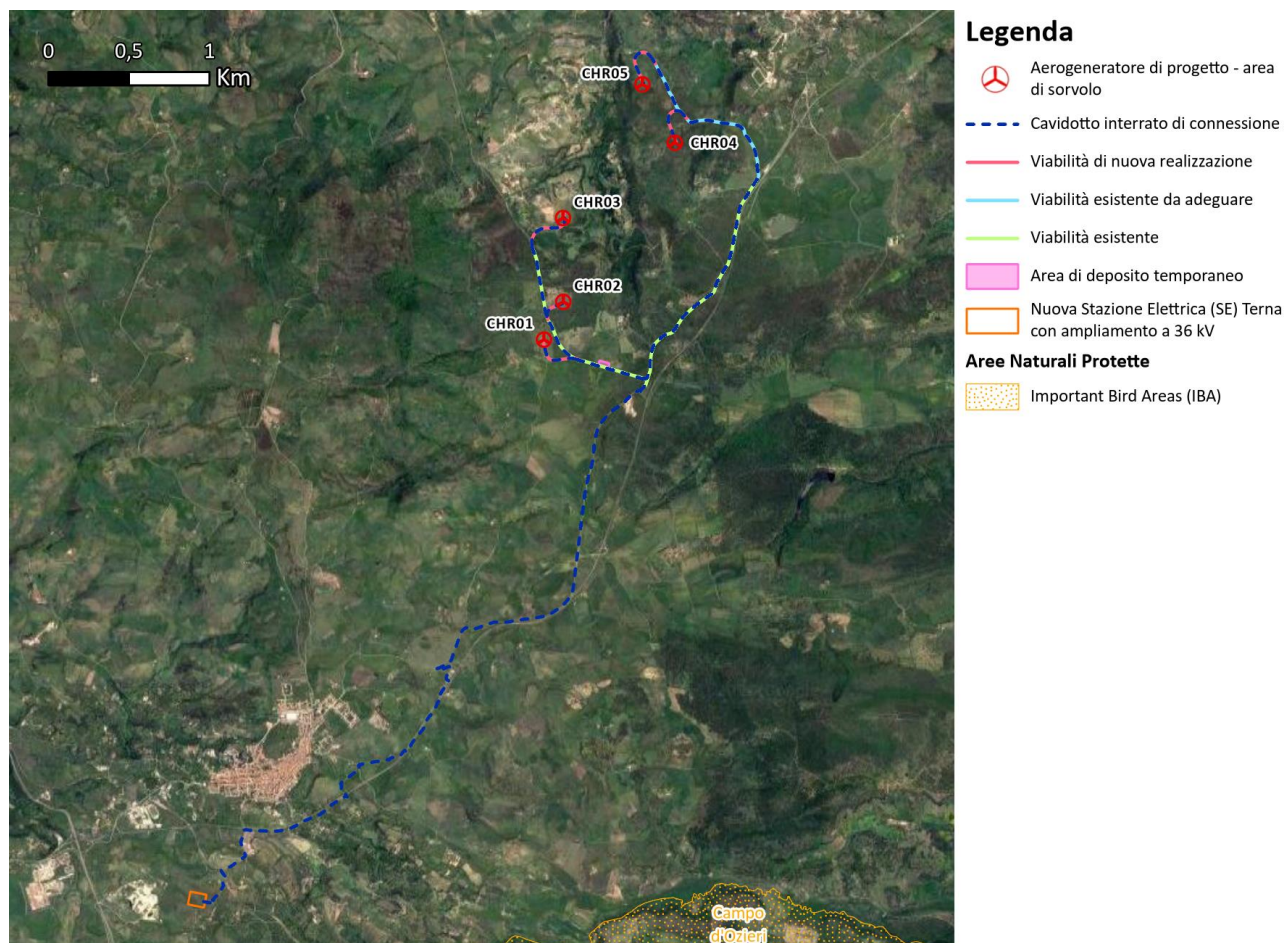 0 0,5 1
Km
CHR05
CHR04
CHR03
CHR02
CHR01
Campo
d'Ozieri
Legenda
Aerogeneratore di progetto - area
di sorvolo
Cavidotto interrato di connessione
Viabilità di nuova realizzazione
Viabilità esistente da adeguare
Viabilità esistente
Area di deposito temporaneo
Nuova Stazione Elettrica (SE) Terna
con ampliamento a 36 kV
Aree Naturali Protette
Important Bird Areas (IBA)